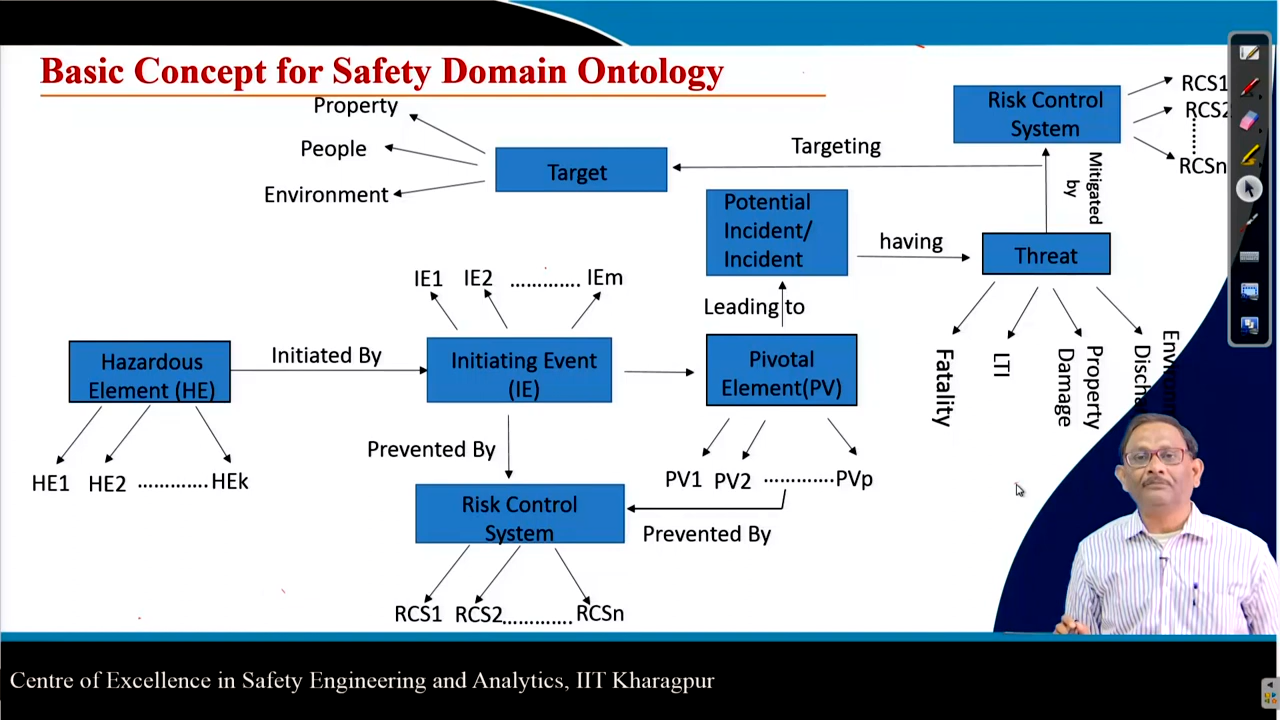 Basic Concept for Safety Domain Ontology
Property
People
Environment
Target
Targeting
Risk Control
System
RCS1
RCS2
RCSn
Mitigated
by
Potential
Incident/
Incident
having
Threat
Leading to
IE1 IE2 ............. IEm
Hazardous
Element (HE)
Initiated By
Initiating Event
(IE)
Pivotal
Element(PV)
Fatality
LTI
Property
Damage
HE1 HE2 .............HEk
Prevented By
PV1 PV2 .............PVp
Risk Control
System
Prevented By
RCS1 RCS2.............RCSn
Centre of Excellence in Safety Engineering and Analytics, IIT Kharagpur